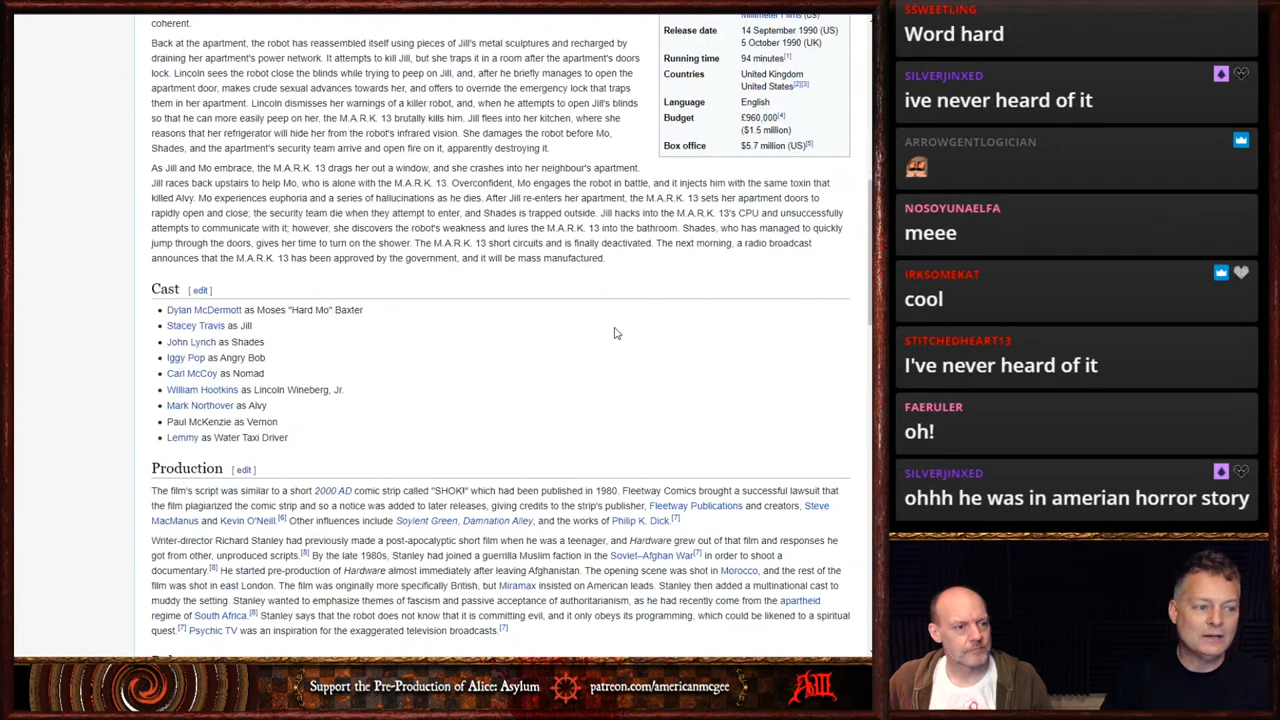 coherent.
Back at the apartment, the robot has reassembled itself using pieces of Jill's metal sculptures and recharged by
draining her apartment's power network. It attempts to kill Jill, but she traps it in a room after the apartment's doors
lock. Lincoln sees the robot close the blinds while trying to peep on Jill, and, after he briefly manages to open the
apartment door, makes crude sexual advances towards her, and offers to override the emergency lock that traps
them in her apartment. Lincoln dismisses her warnings of a killer robot, and, when he attempts to open Jill's blinds
so that he can more easily peep on her, the M.A.R.K. 13 brutally kills him. Jill flees into her kitchen, where she
reasons that her refrigerator will hide her from the robot's infrared vision. She damages the robot before Mo,
Shades, and the apartment's security team arrive and open fire on it, apparently destroying it.
As Jill and Mo embrace, the M.A.R.K. 13 drags her out a window, and she crashes into her neighbour's apartment.
Jill races back upstairs to help Mo, who is alone with the M.A.R.K. 13. Overconfident, Mo engages the robot in battle, and it injects him with the same toxin that
killed Alvy. Mo experiences euphoria and a series of hallucinations as he dies. After Jill re-enters her apartment, the M.A.R.K. 13 sets her apartment doors to
rapidly open and close; the security team die when they attempt to enter, and Shades is trapped outside. Jill hacks into the M.A.R.K. 13's CPU and unsuccessfully
attempts to communicate with it; however, she discovers the robot's weakness and lures the M.A.R.K. 13 into the bathroom. Shades, who has managed to quickly
jump through the doors, gives her time to turn on the shower. The M.A.R.K. 13 short circuits and is finally deactivated. The next morning, a radio broadcast
announces that the M.A.R.K. 13 has been approved by the government, and it will be mass manufactured.
Millimeter Films (US)
Release date 14 September 1990 (US)
5 October 1990 (UK)
Running time 94 minutes[1]
Countries United Kingdom
United States[2][3]
Language English
Budget £960,000[4]
($1.5 million)
Box office $5.7 million (US)[5]
Cast [ edit ]
Dylan McDermott as Moses "Hard Mo" Baxter
Stacey Travis as Jill
John Lynch as Shades
Iggy Pop as Angry Bob
Carl McCoy as Nomad
William Hootkins as Lincoln Wineberg, Jr.
Mark Northover as Alvy
Paul McKenzie as Vernon
Lemmy as Water Taxi Driver
Production [ edit ]
The film's script was similar to a short 2000 AD comic strip called "SHOK!" which had been published in 1980. Fleetway Comics brought a successful lawsuit that
the film plagiarized the comic strip and so a notice was added to later releases, giving credits to the strip's publisher, Fleetway Publications and creators, Steve
MacManus and Kevin O'Neill.[6] Other influences include Soylent Green, Damnation Alley, and the works of Philip K. Dick.[7]
Writer-director Richard Stanley had previously made a post-apocalyptic short film when he was a teenager, and Hardware grew out of that film and responses he
got from other, unproduced scripts.[8] By the late 1980s, Stanley had joined a guerrilla Muslim faction in the Soviet–Afghan War[7] in order to shoot a
documentary.[8] He started pre-production of Hardware almost immediately after leaving Afghanistan. The opening scene was shot in Morocco, and the rest of the
film was shot in east London. The film was originally more specifically British, but Miramax insisted on American leads. Stanley then added a multinational cast to
muddy the setting. Stanley wanted to emphasize themes of fascism and passive acceptance of authoritarianism, as he had recently come from the apartheid
regime of South Africa.[8] Stanley says that the robot does not know that it is committing evil, and it only obeys its programming, which could be likened to a spiritual
quest.[7] Psychic TV was an inspiration for the exaggerated television broadcasts.[7]
Support the Pre-Production of Alice: Asylum patreon.com/americanmcgee
SSWEETLING
Word hard
SILVERJINXED
ive never heard of it
ARROWGENTLOGICIAN
NOSOYUNAELFA
meee
IRKSOMEKAT
cool
STITCHEDHEART13
I've never heard of it
FAERULER
oh!
SILVERJINXED
ohhh he was in amerian horror story